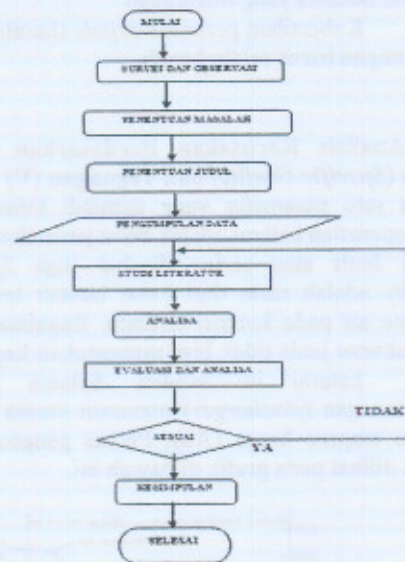 MULAI
SURVEI DAN OBSERVASI
PENENTUAN MASALAH
PENENTUAN JUDUL
PENGUMPULAN DATA
STUDI LITERATUR
ANALISA
EVALUASI DAN ANALISA
TIDAK
SESUAI
YA
KESIMPULAN
SELESAI